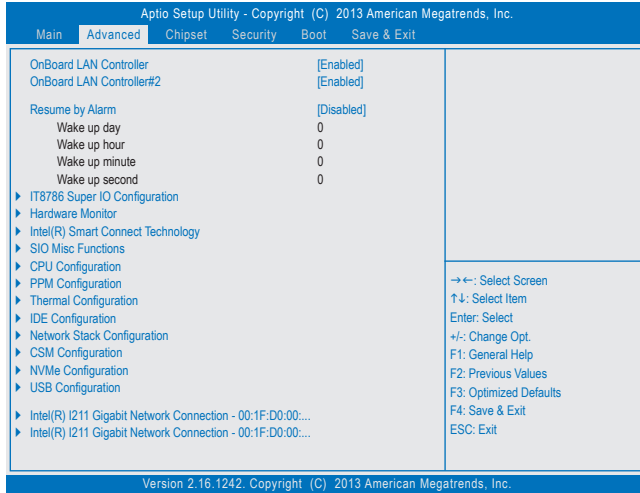 Aptio Setup Utility - Copyright (C) 2013 American Megatrends, Inc.
Main Advanced Chipset Security Boot Save & Exit
OnBoard LAN Controller [Enabled]
OnBoard LAN Controller#2 [Enabled]
Resume by Alarm [Disabled]
Wake up day 0
Wake up hour 0
Wake up minute 0
Wake up second 0
IT8786 Super IO Configuration
Hardware Monitor
Intel(R) Smart Connect Technology
SIO Misc Functions
CPU Configuration
PPM Configuration
Thermal Configuration
IDE Configuration
Network Stack Configuration
CSM Configuration
NVMe Configuration
USB Configuration
Intel(R) I211 Gigabit Network Connection - 00:1F:D0:00:...
Intel(R) I211 Gigabit Network Connection - 00:1F:D0:00:...
→←: Select Screen
↑↓: Select Item
Enter: Select
+/-: Change Opt.
F1: General Help
F2: Previous Values
F3: Optimized Defaults
F4: Save & Exit
ESC: Exit
Version 2.16.1242. Copyright (C) 2013 American Megatrends, Inc.